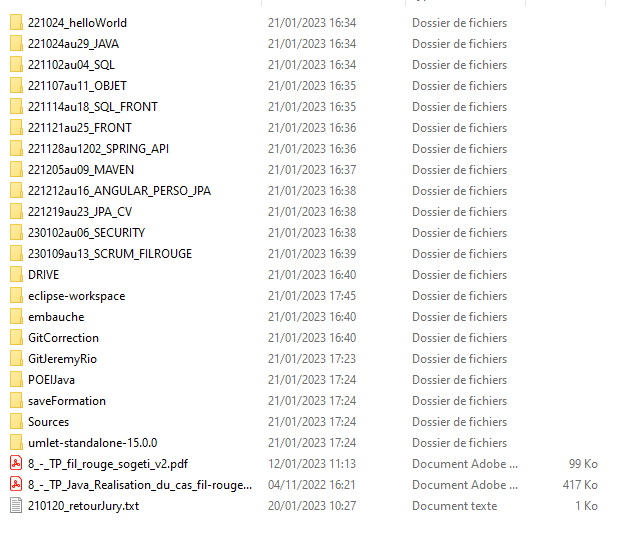 221024_helloWorld 21/01/2023 16:34 Dossier de fichiers
221024au29_JAVA 21/01/2023 16:34 Dossier de fichiers
221102au04_SQL 21/01/2023 16:34 Dossier de fichiers
221107au11_OBJET 21/01/2023 16:35 Dossier de fichiers
221114au18_SQL_FRONT 21/01/2023 16:35 Dossier de fichiers
221121au25_FRONT 21/01/2023 16:36 Dossier de fichiers
221128au1202_SPRING_API 21/01/2023 16:36 Dossier de fichiers
221205au09_MAVEN 21/01/2023 16:37 Dossier de fichiers
221212au16_ANGULAR_PERSO_JPA 21/01/2023 16:38 Dossier de fichiers
221219au23_JPA_CV 21/01/2023 16:38 Dossier de fichiers
230102au06_SECURITY 21/01/2023 16:38 Dossier de fichiers
230109au13_SCRUM_FILROUGE 21/01/2023 16:39 Dossier de fichiers
DRIVE 21/01/2023 16:40 Dossier de fichiers
eclipse-workspace 21/01/2023 17:45 Dossier de fichiers
embauche 21/01/2023 16:40 Dossier de fichiers
GitCorrection 21/01/2023 16:40 Dossier de fichiers
GitJeremyRio 21/01/2023 17:23 Dossier de fichiers
POEIJava 21/01/2023 17:24 Dossier de fichiers
saveFormation 21/01/2023 17:24 Dossier de fichiers
Sources 21/01/2023 17:24 Dossier de fichiers
umlet-standalone-15.0.0 21/01/2023 17:24 Dossier de fichiers
8_-_TP_fil_rouge_sogeti_v2.pdf 12/01/2023 11:13 Document Adobe ... 99 Ko
8_-_TP_Java_Realisation_du_cas_fil-rouge... 04/11/2022 16:21 Document Adobe ... 417 Ko
210120_retourJury.txt 20/01/2023 10:27 Document texte 1 Ko